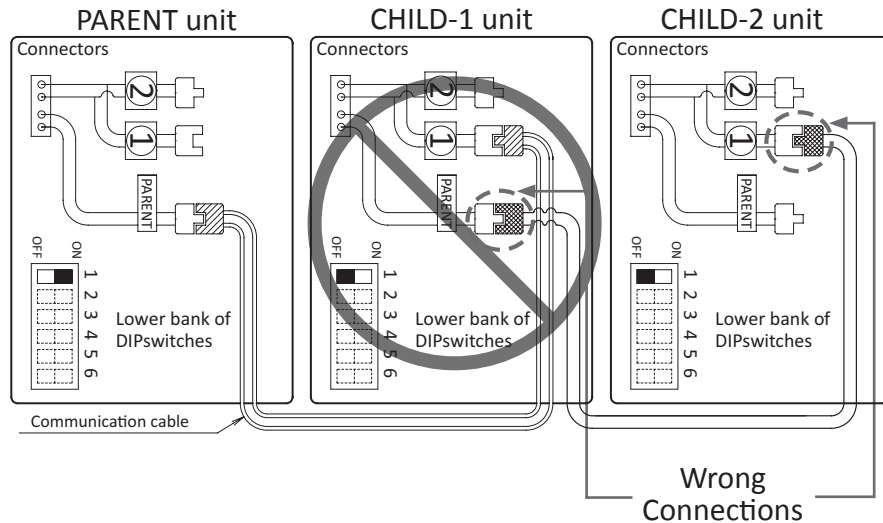 PARENT unit
CHILD-1 unit
CHILD-2 unit
Connectors
2
1
PARENT
OFF
ON
1
2
3
4
5
6
Lower bank of
DIPswitches
Connectors
2
1
PARENT
OFF
ON
1
2
3
4
5
6
Lower bank of
DIPswitches
Connectors
2
1
PARENT
OFF
ON
1
2
3
4
5
6
Lower bank of
DIPswitches
Communication cable
Wrong
Connections